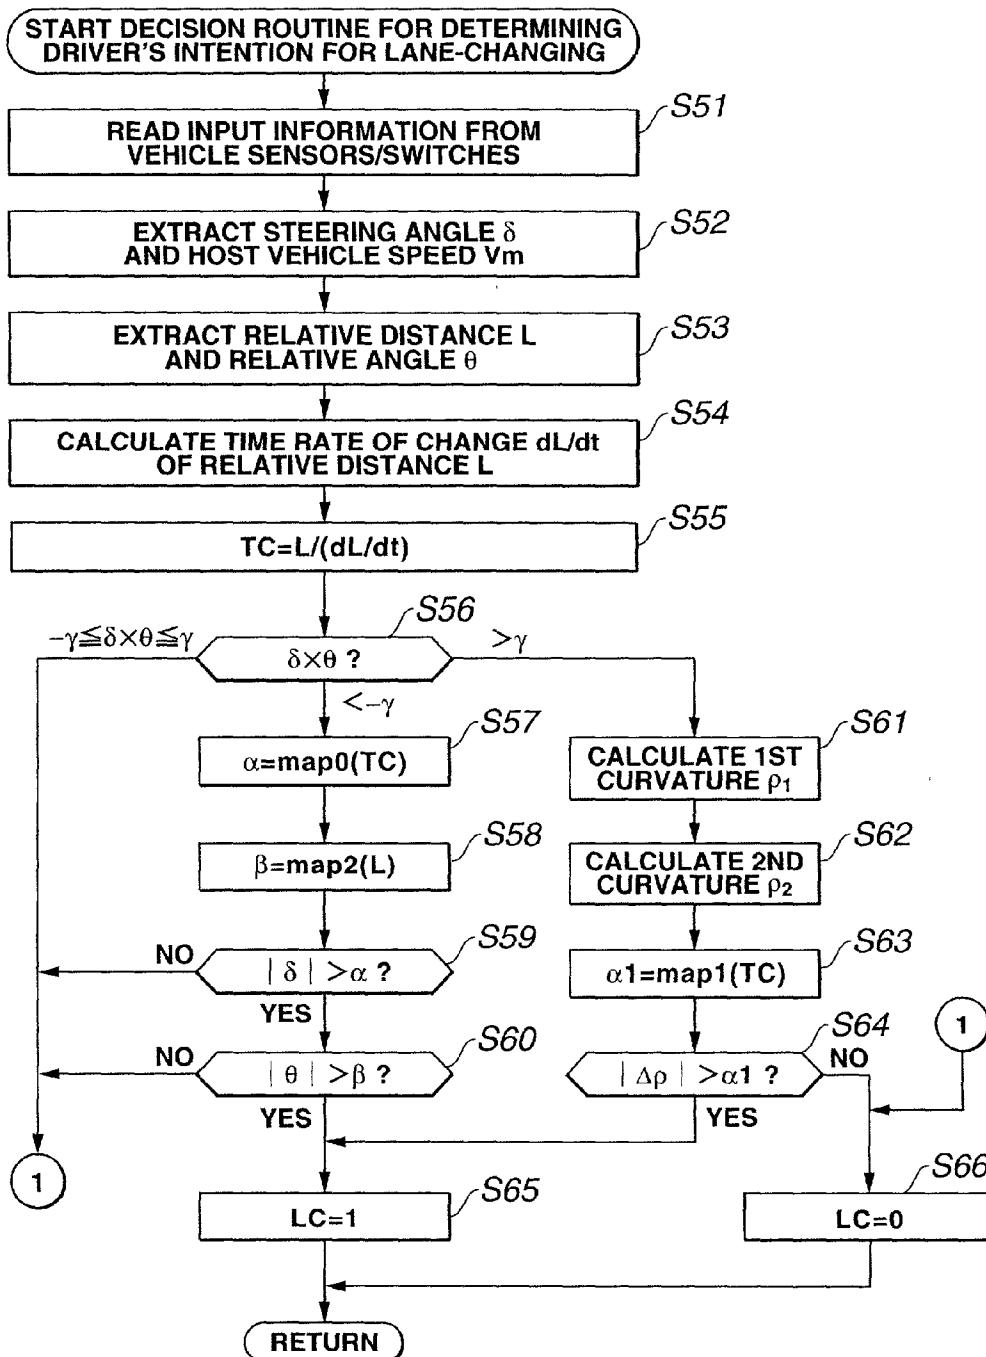 START DECISION ROUTINE FOR DETERMINING
DRIVER'S INTENTION FOR LANE-CHANGING
S51
READ INPUT INFORMATION FROM
VEHICLE SENSORS/SWITCHES
S52
EXTRACT STEERING ANGLE δ
AND HOST VEHICLE SPEED Vm
S53
EXTRACT RELATIVE DISTANCE L
AND RELATIVE ANGLE θ
S54
CALCULATE TIME RATE OF CHANGE dL/dt
OF RELATIVE DISTANCE L
S55
TC=L/(dL/dt)
S56
-γ≦δ×θ≦γ
δ×θ ?
>γ
<-γ
S57
α=map0(TC)
S58
β=map2(L)
S59
| δ | >α ?
NO
YES
S60
| θ | >β ?
NO
YES
1
S61
CALCULATE 1ST
CURVATURE ρ1
S62
CALCULATE 2ND
CURVATURE ρ2
S63
α1=map1(TC)
S64
| Δρ | >α1 ?
NO
YES
1
S65
LC=1
S66
LC=0
RETURN